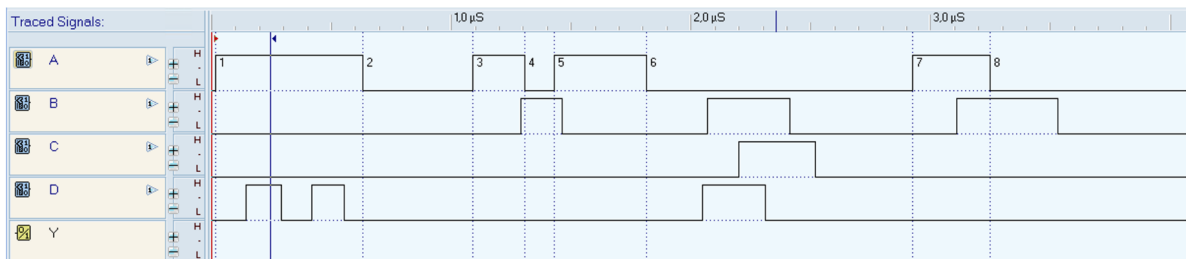 Traced Signals:
1,0 µS 2,0 µS 3,0 µS
A H - L 1 2 3 4 5 6 7 8
B H - L
C H - L
D H - L
Y H - L